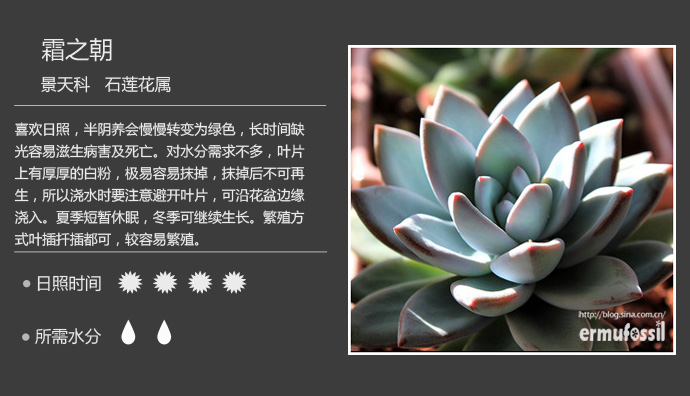 霜之朝
景天科 石莲花属
喜欢日照，半阴养会慢慢转变为绿色，长时间缺
光容易滋生病害及死亡。对水分需求不多，叶片
上有厚厚的白粉，极易容易抹掉，抹掉后不可再
生，所以浇水时要注意避开叶片，可沿花盆边缘
浇入。夏季短暂休眠，冬季可继续生长。繁殖方
式叶插扦插都可，较容易繁殖。
日照时间
所需水分
http://blog.sina.com.cn/
ermufossil